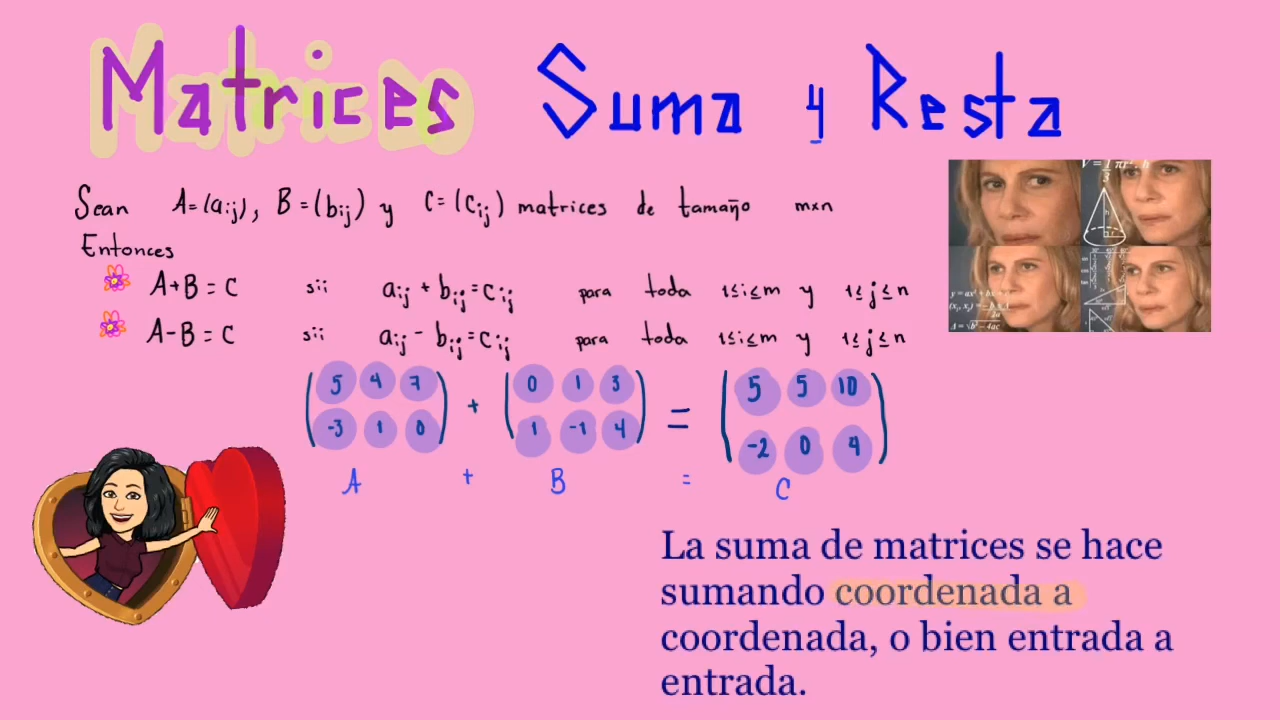 Matrices Suma y Resta
Sean A=(aij), B=(bij) y C=(cij) matrices de tamaño m×n
Entonces
A+B=C sii aij + bij = cij para toda 1≤i≤m y 1≤j≤n
A-B=C sii aij - bij = cij para toda 1≤i≤m y 1≤j≤n
5 4 7 0 1 3 5 5 10
+ =
-3 1 0 1 -1 4 -2 0 4
A + B = C
La suma de matrices se hace
sumando coordenada a
coordenada, o bien entrada a
entrada.